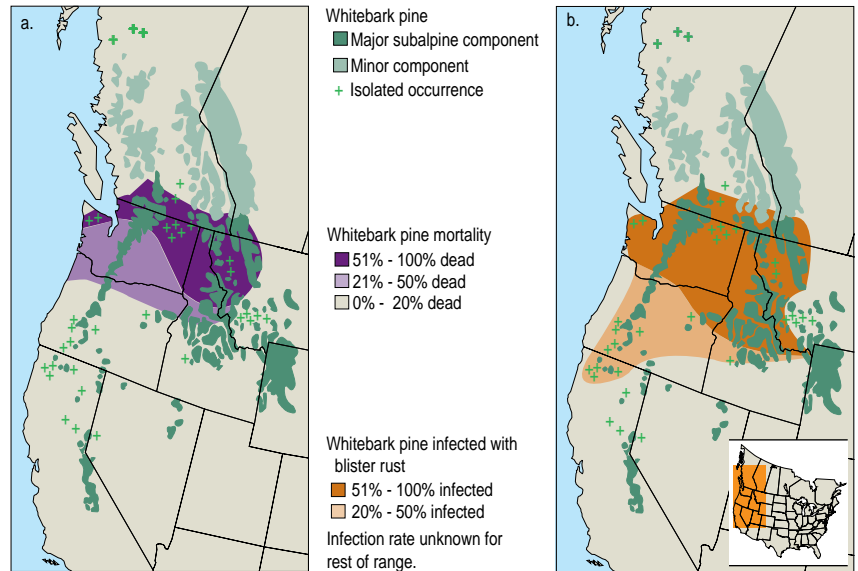 a.
Whitebark pine
Major subalpine component
Minor component
+ Isolated occurrence
Whitebark pine mortality
51% - 100% dead
21% - 50% dead
0% - 20% dead
Whitebark pine infected with
blister rust
51% - 100% infected
20% - 50% infected
Infection rate unknown for
rest of range.
b.